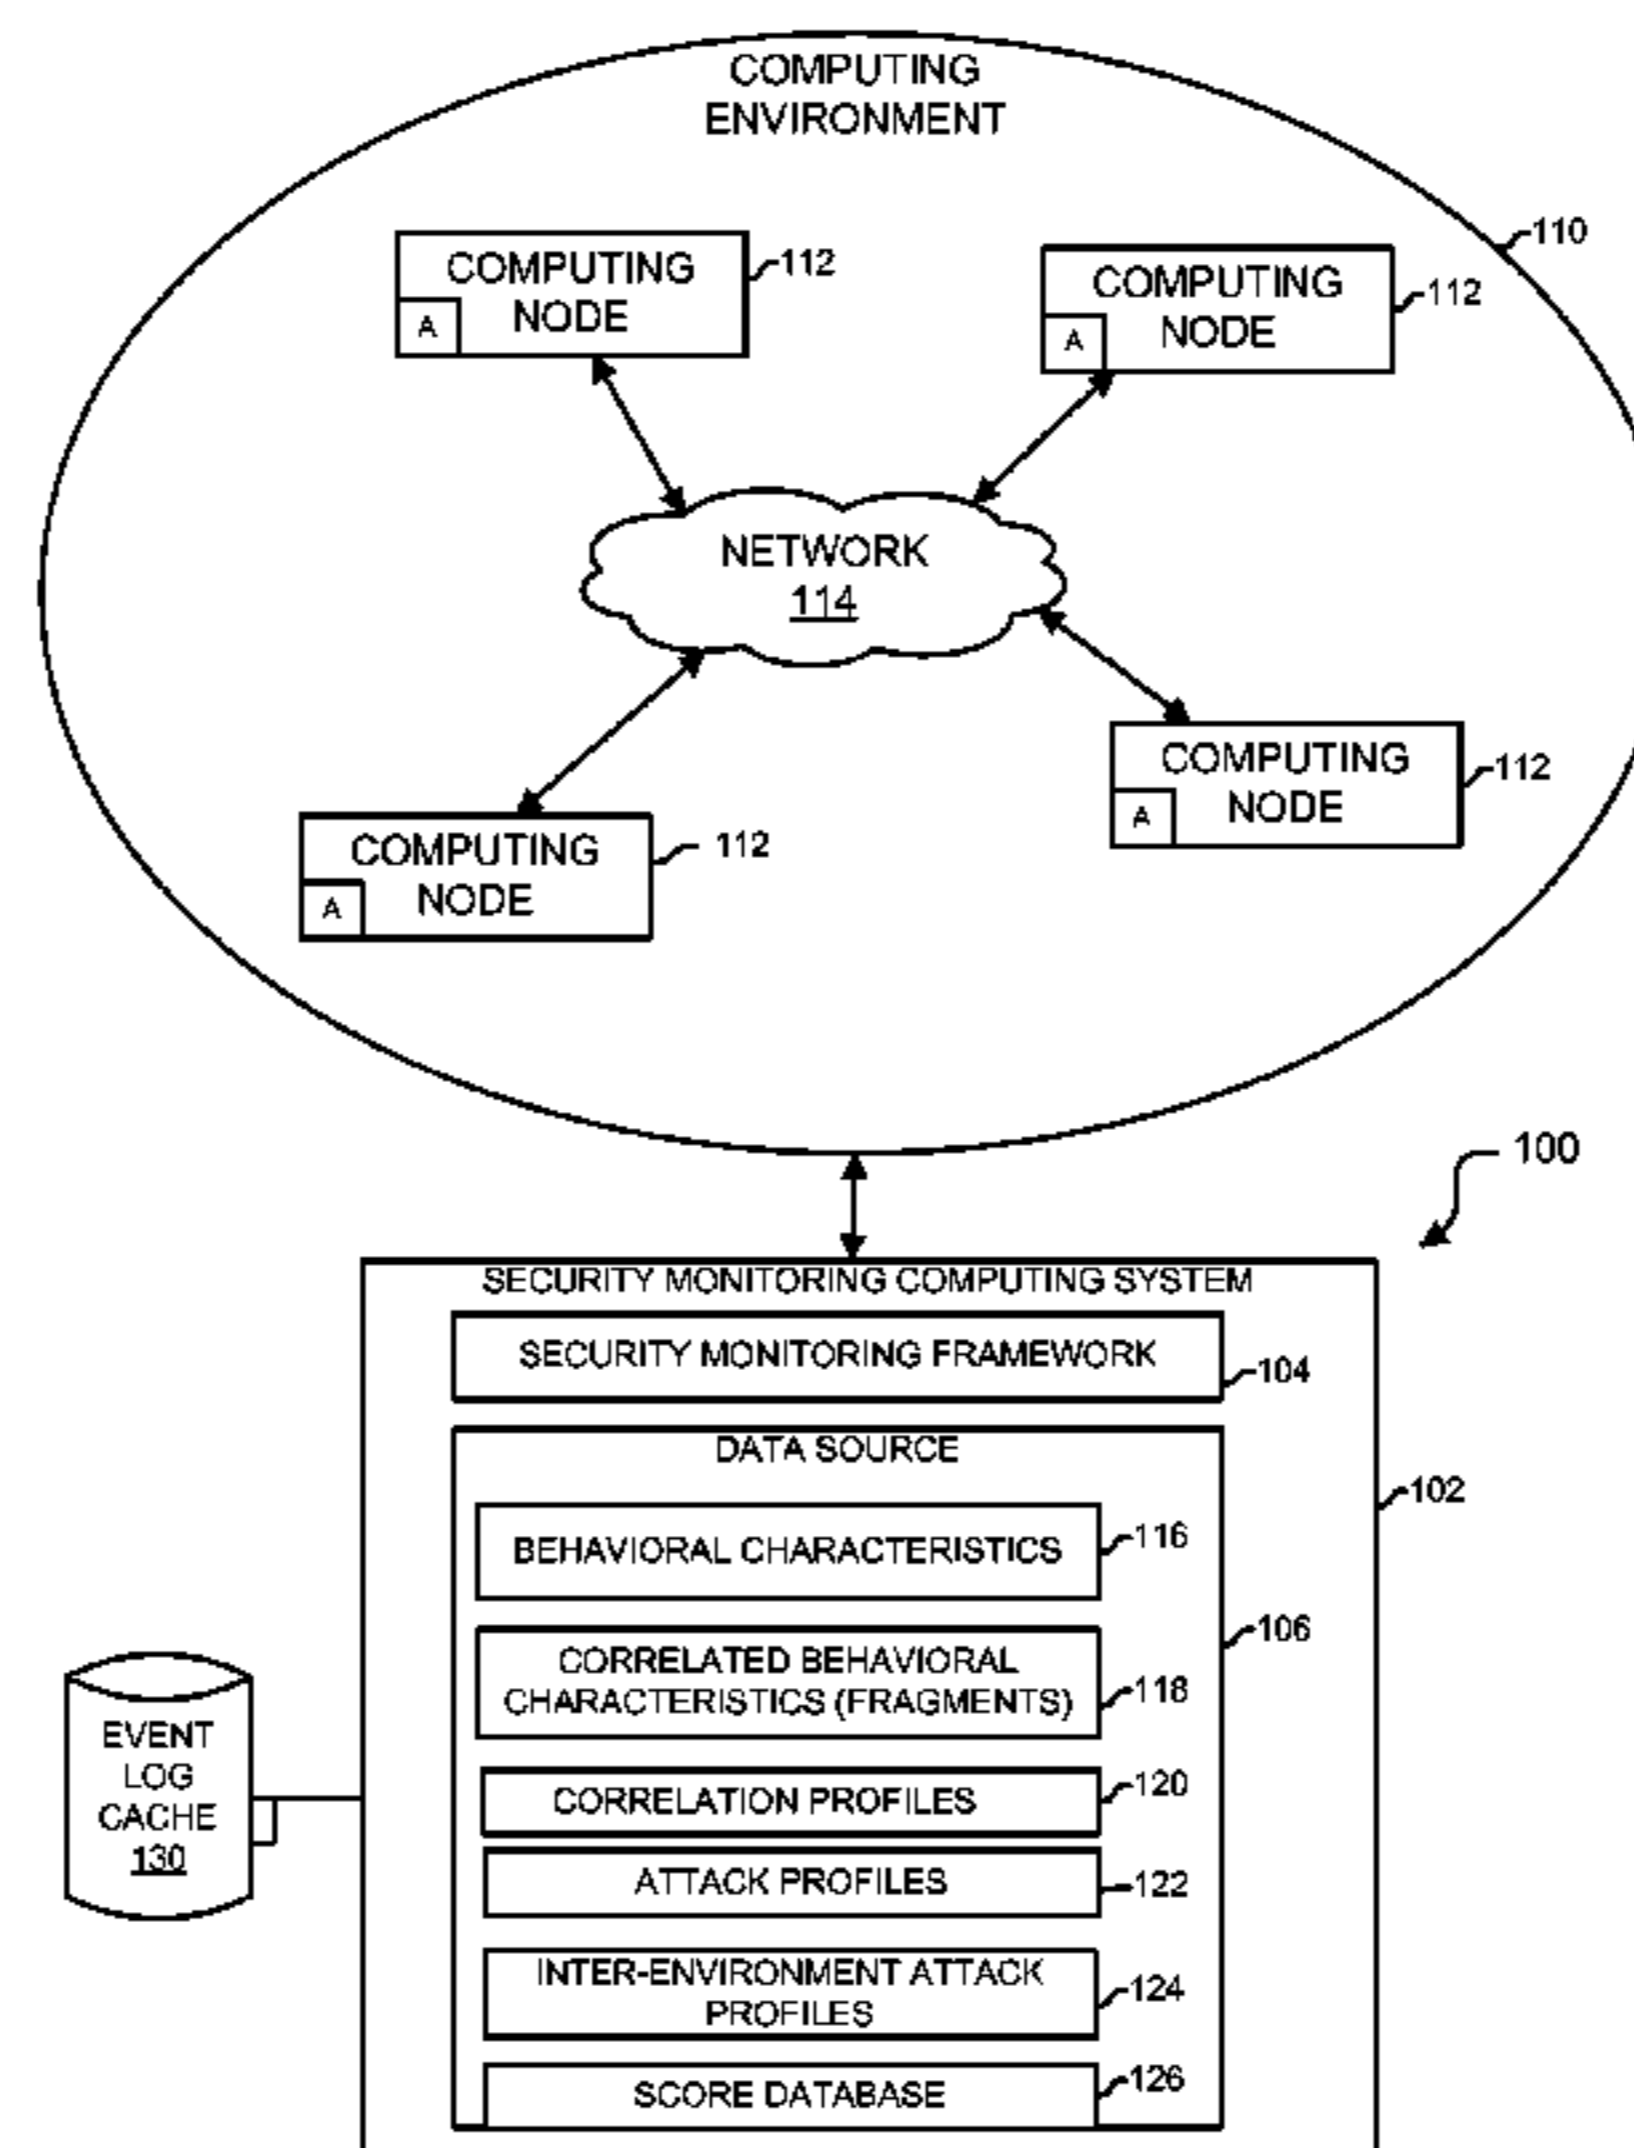 COMPUTING
ENVIRONMENT
110
COMPUTING
NODE
A
112
COMPUTING
NODE
A
112
NETWORK
114
COMPUTING
NODE
A
112
COMPUTING
NODE
A
112
100
SECURITY MONITORING COMPUTING SYSTEM
SECURITY MONITORING FRAMEWORK
104
DATA SOURCE
102
BEHAVIORAL CHARACTERISTICS
116
106
CORRELATED BEHAVIORAL
CHARACTERISTICS (FRAGMENTS)
118
EVENT
LOG
CACHE
130
CORRELATION PROFILES
120
ATTACK PROFILES
122
INTER-ENVIRONMENT ATTACK
PROFILES
124
SCORE DATABASE
126